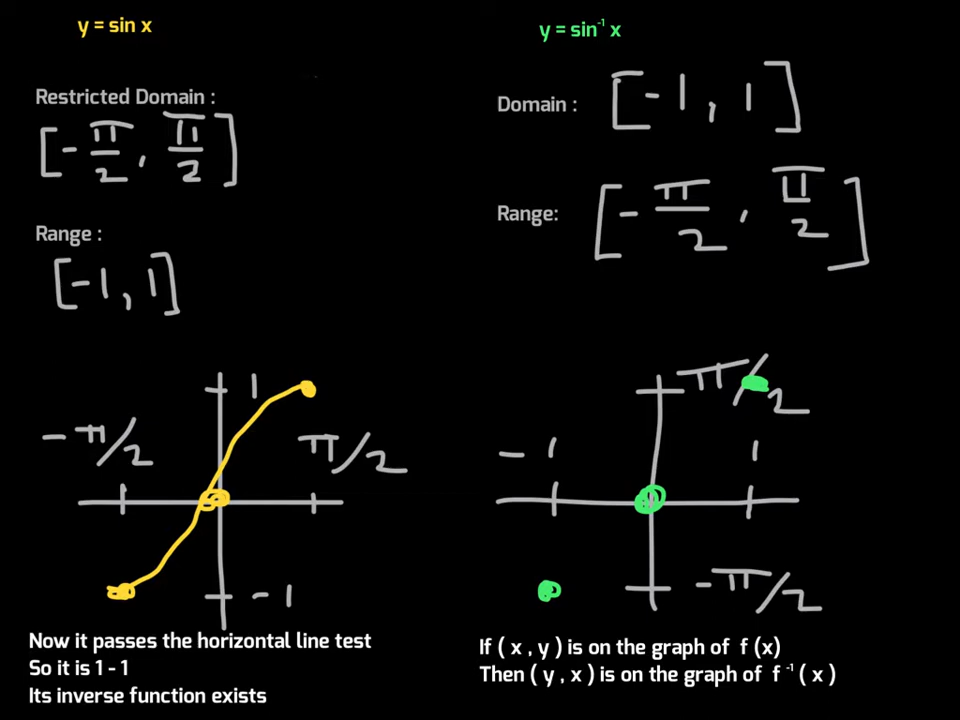 y = sin x
Restricted Domain :
[-π/2, π/2]
Range :
[-1, 1]
1
-π/2
π/2
-1
Now it passes the horizontal line test
So it is 1 - 1
Its inverse function exists
y = sin⁻¹ x
Domain : [-1, 1]
Range: [-π/2, π/2]
π/2
-1
1
-π/2
If ( x , y ) is on the graph of f (x)
Then ( y , x ) is on the graph of f ⁻¹ ( x )